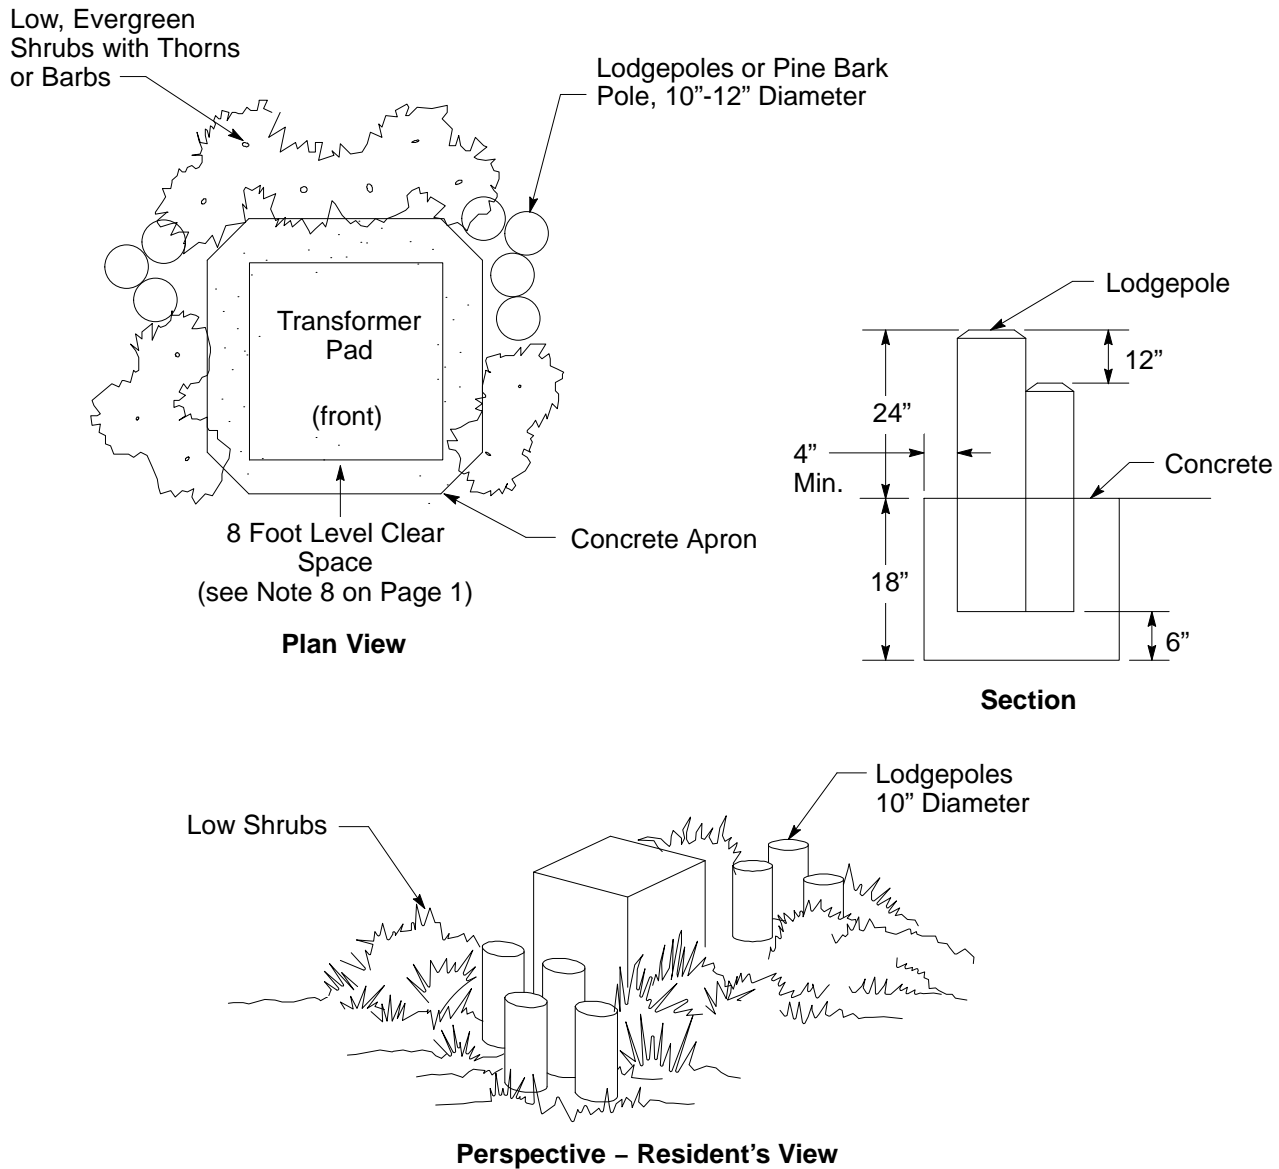 Low, Evergreen
Shrubs with Thorns
or Barbs
Lodgepoles or Pine Bark
Pole, 10”-12” Diameter
Transformer
Pad
(front)
8 Foot Level Clear
Space
(see Note 8 on Page 1)
Concrete Apron
Plan View
Lodgepole
12”
24”
4”
Min.
Concrete
18”
6”
Section
Lodgepoles
10” Diameter
Low Shrubs
Perspective – Resident’s View